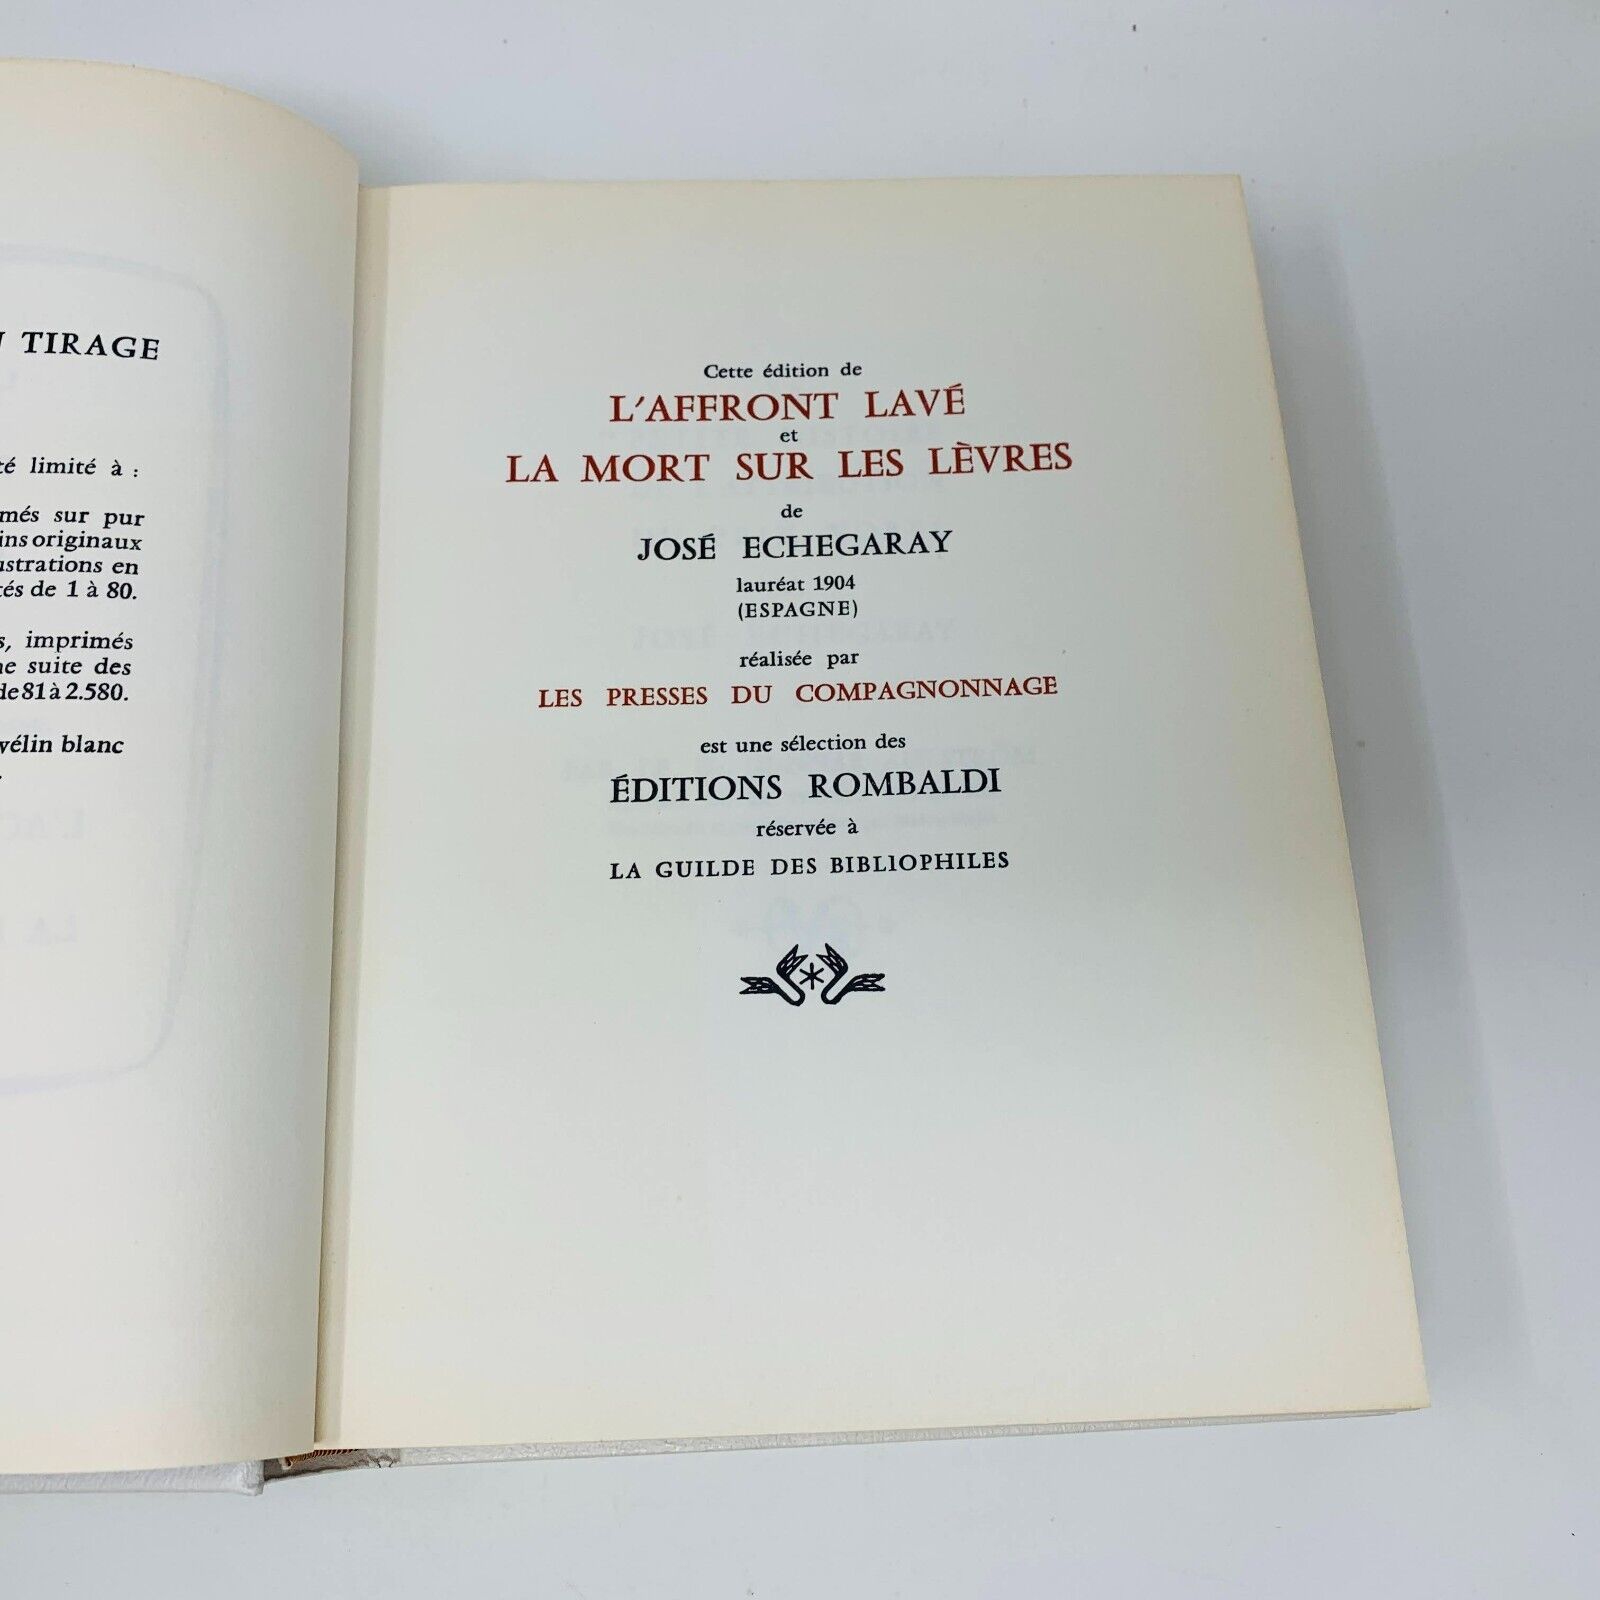 TIRAGE
té limité à :
més sur pur
ins originaux
ustrations en
tés de 1 à 80.
s, imprimés
ne suite des
de 81 à 2.580.
vélin blanc
Cette édition de
L'AFFRONT LAVÉ
et
LA MORT SUR LES LÈVRES
de
JOSÉ ECHEGARAY
lauréat 1904
(ESPAGNE)
réalisée par
LES PRESSES DU COMPAGNONNAGE
est une sélection des
ÉDITIONS ROMBALDI
réservée à
LA GUILDE DES BIBLIOPHILES